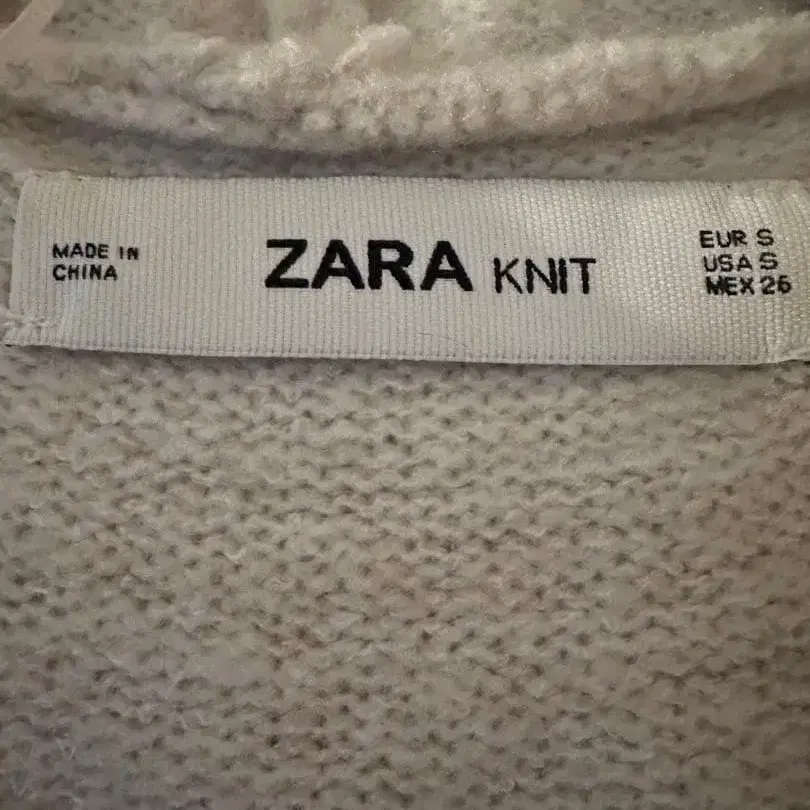 MADE IN
CHINA
ZARA KNIT
EUR S
USA S
MEX 26